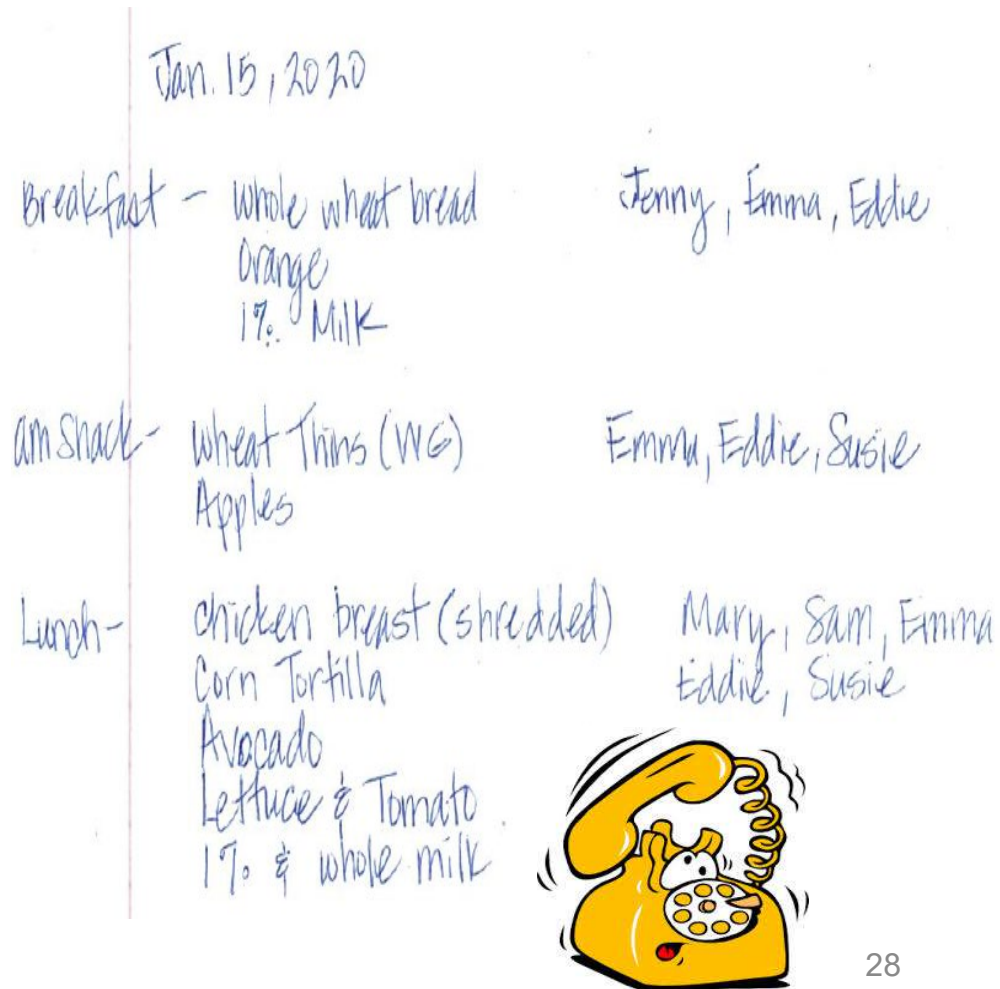 Jan. 15, 2020
Breakfast - whole wheat bread Jenny, Emma, Eddie
Orange
1% Milk
am snack - wheat Thins (WG) Emma, Eddie, Susie
Apples
Lunch - chicken breast (shredded) Mary, Sam, Emma
Corn Tortilla Eddie, Susie
Avocado
Lettuce & Tomato
1% & whole milk
28